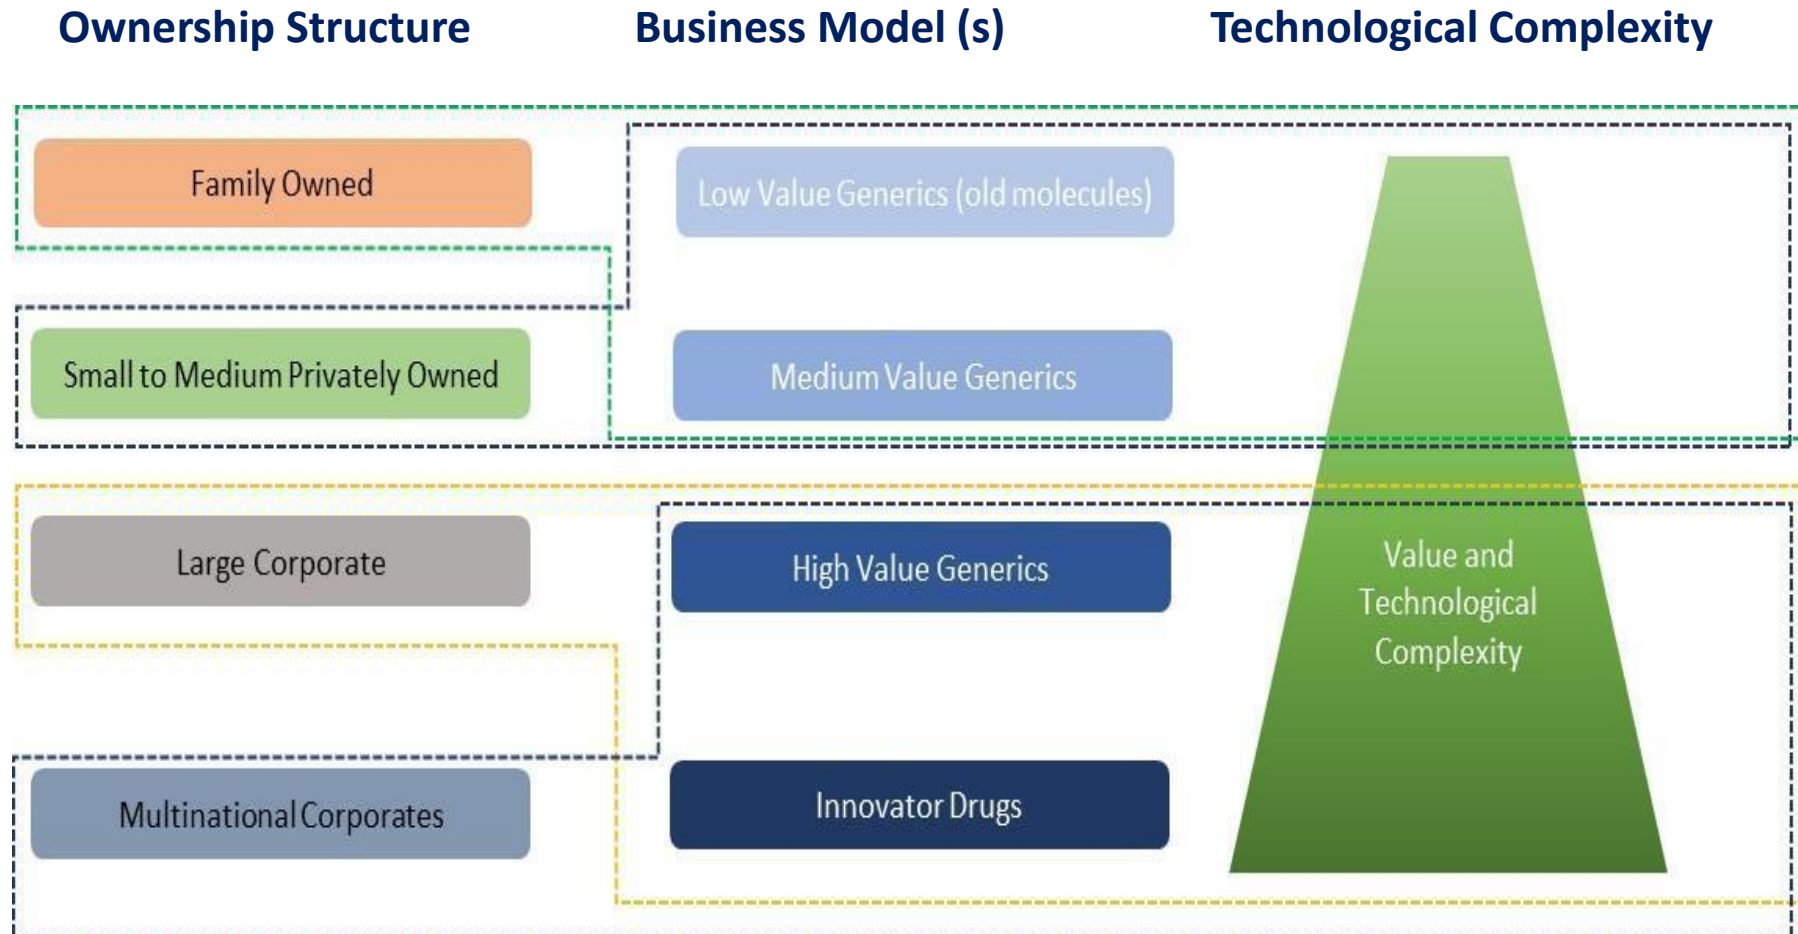 Ownership Structure
Business Model (s)
Technological Complexity
Family Owned
Low Value Generics (old molecules)
Small to Medium Privately Owned
Medium Value Generics
Large Corporate
High Value Generics
Value and
Technological
Complexity
Multinational Corporates
Innovator Drugs